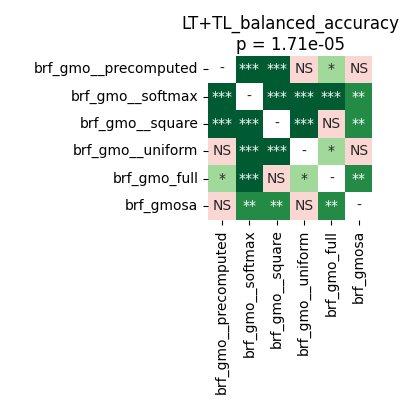 LT+TL_balanced_accuracy
p = 1.71e-05
brf_gmo__precomputed - *** *** NS * NS
brf_gmo__softmax *** - *** *** *** **
brf_gmo__square *** *** - *** NS **
brf_gmo__uniform NS *** *** - * NS
brf_gmo_full * *** NS * - **
brf_gmosa NS ** ** NS ** -
brf_gmo__precomputed
brf_gmo__softmax
brf_gmo__square
brf_gmo__uniform
brf_gmo_full
brf_gmosa